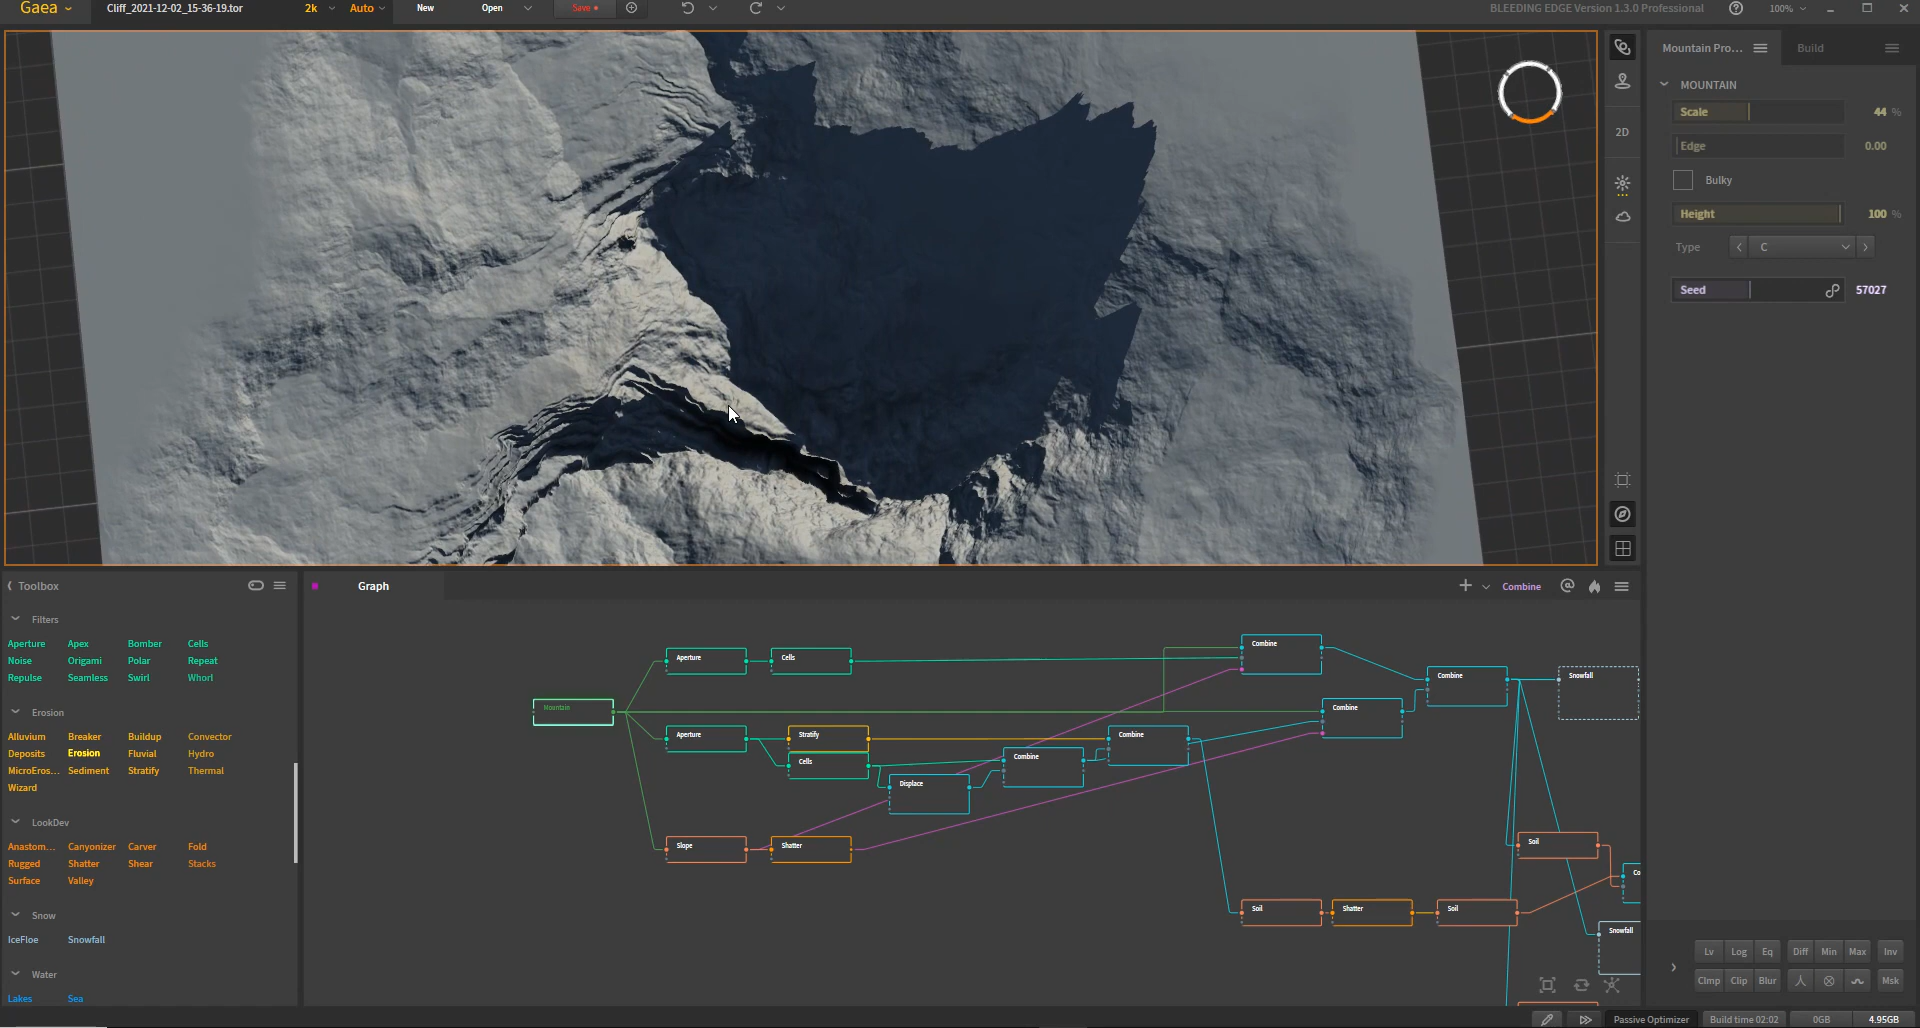 Gaea Cliff_2021-12-02_15-36-19.tor 2k Auto New Open Save BLEEDING EDGE Version 1.3.0 Professional 100%
Mountain Pro... Build
MOUNTAIN
Scale 44 %
Edge 0.00
Bulky
Height 100 %
Type C
Seed 57027
2D
Toolbox
Filters
Aperture Apex Bomber Cells
Noise Origami Polar Repeat
Repulse Seamless Swirl Whorl
Erosion
Alluvium Breaker Buildup Convector
Deposits Erosion Fluvial Hydro
MicroEros... Sediment Stratify Thermal
Wizard
LookDev
Anastom... Canyonizer Carver Fold
Rugged Shatter Shear Stacks
Surface Valley
Snow
IceFloe Snowfall
Water
Lakes Sea
Graph Combine
Combine
Aperture Cells
Combine Snowfall
Mountain Combine
Aperture Stratify Combine
Cells Combine
Displace
Slope Shatter Soil
Co
Soil Shatter Soil
Snowfall
Lv Log Eq Diff Min Max Inv
Clmp Clip Blur Msk
Passive Optimizer Build time 02:02 0GB 4.95GB